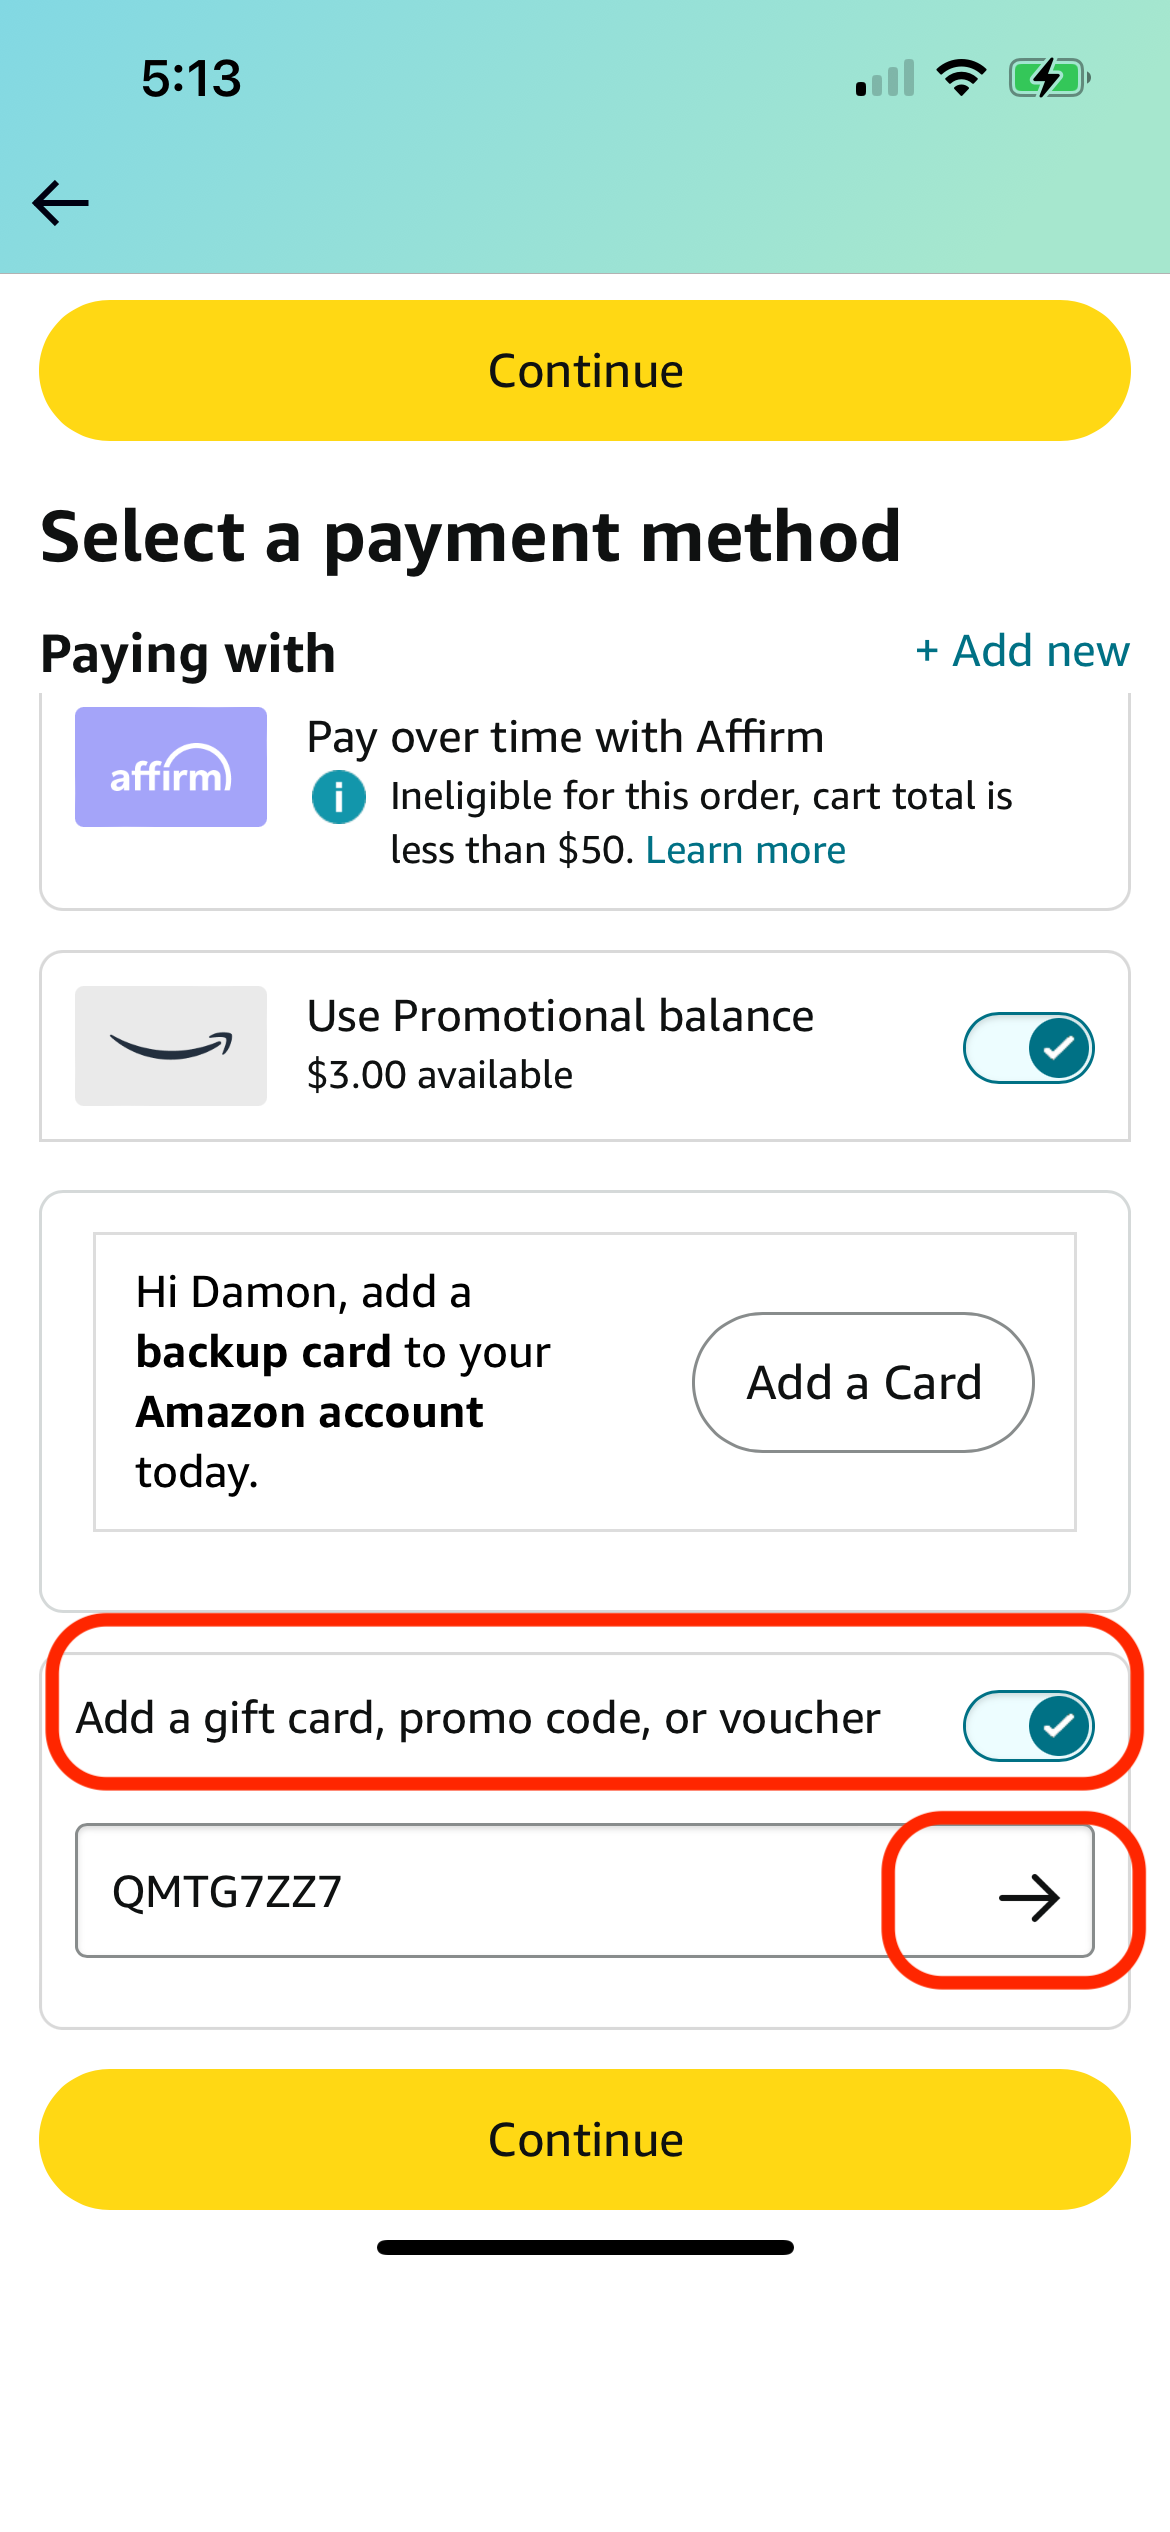 5:13
Continue
Select a payment method
Paying with
+ Add new
affirm
Pay over time with Affirm
i
Ineligible for this order, cart total is
less than $50. Learn more
Use Promotional balance
$3.00 available
Hi Damon, add a
backup card to your
Amazon account
today.
Add a Card
Add a gift card, promo code, or voucher
QMTG7ZZ7
Continue